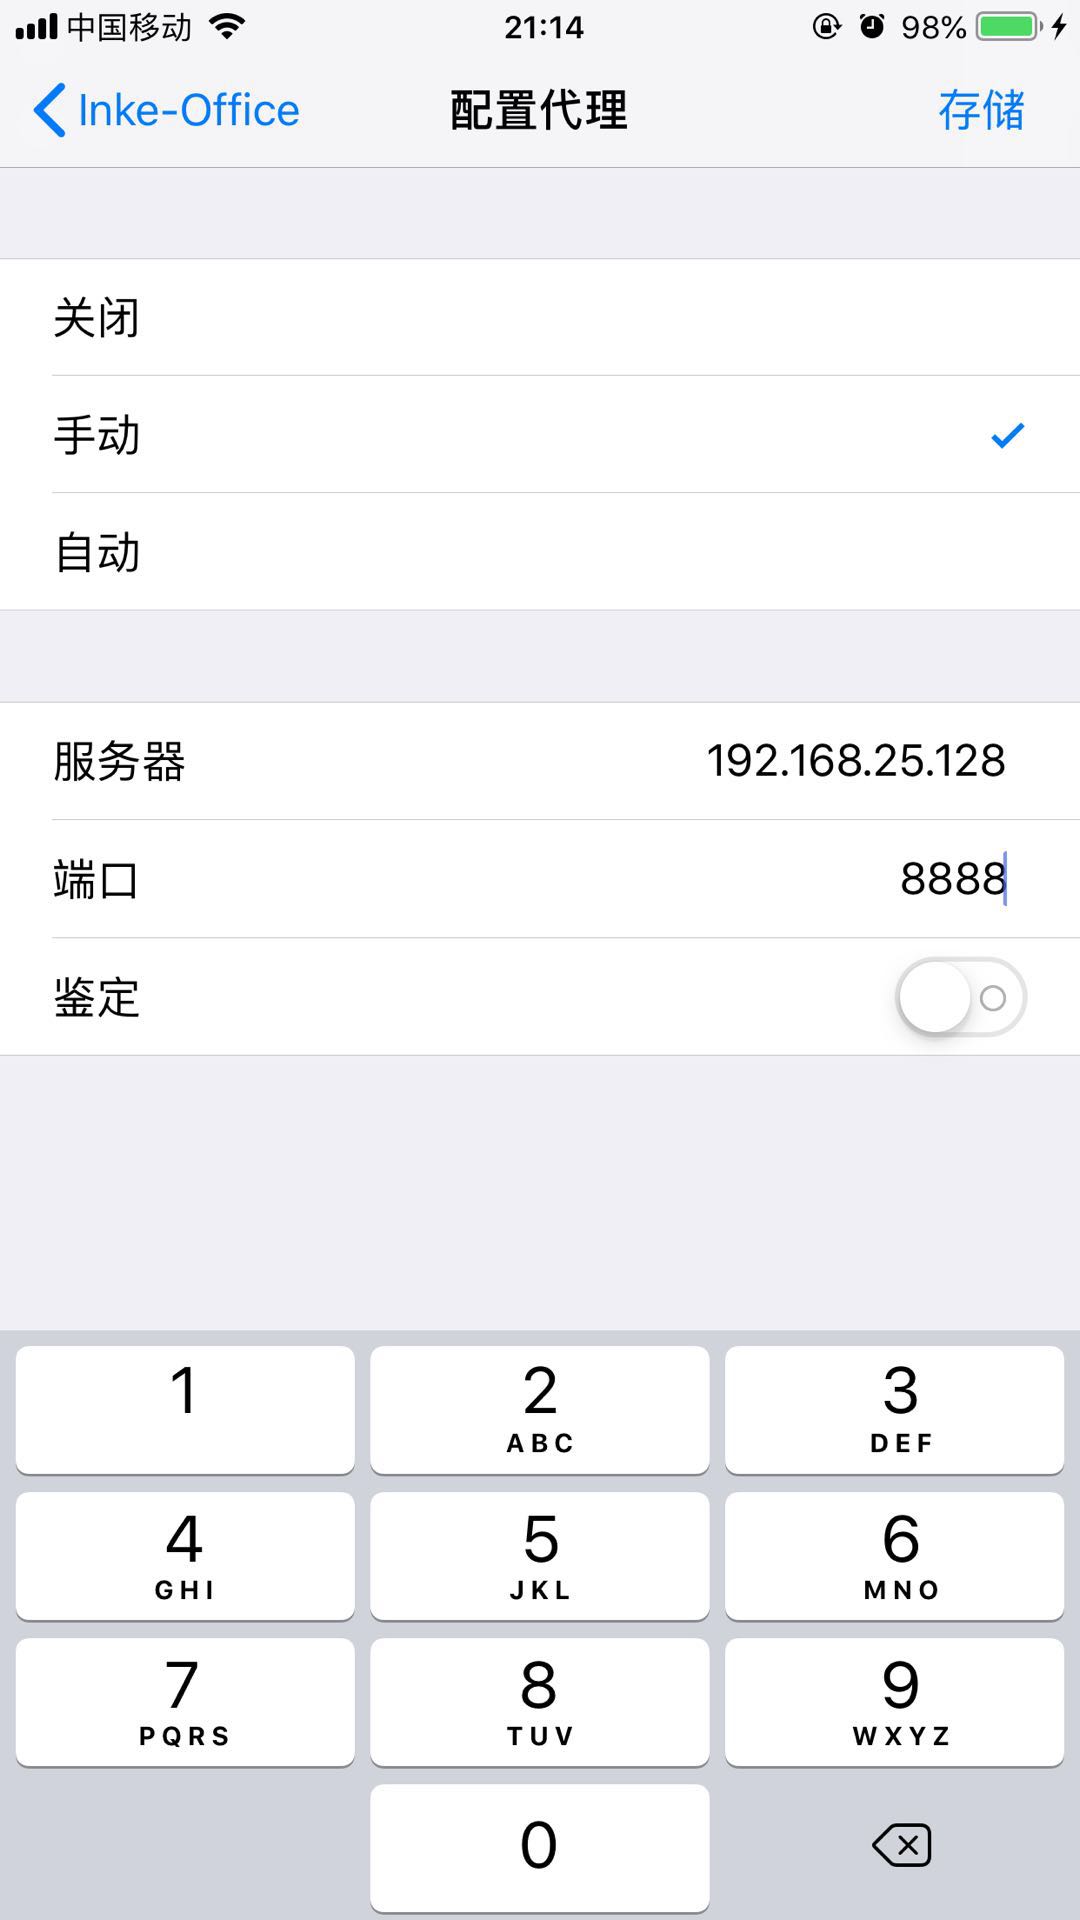 中国移动 21:14 98%
Inke-Office 配置代理 存储
关闭
手动
自动
服务器 192.168.25.128
端口 8888
鉴定
1 2 3
ABC DEF
4 5 6
GHI JKL MNO
7 8 9
PQRS TUV WXYZ
0